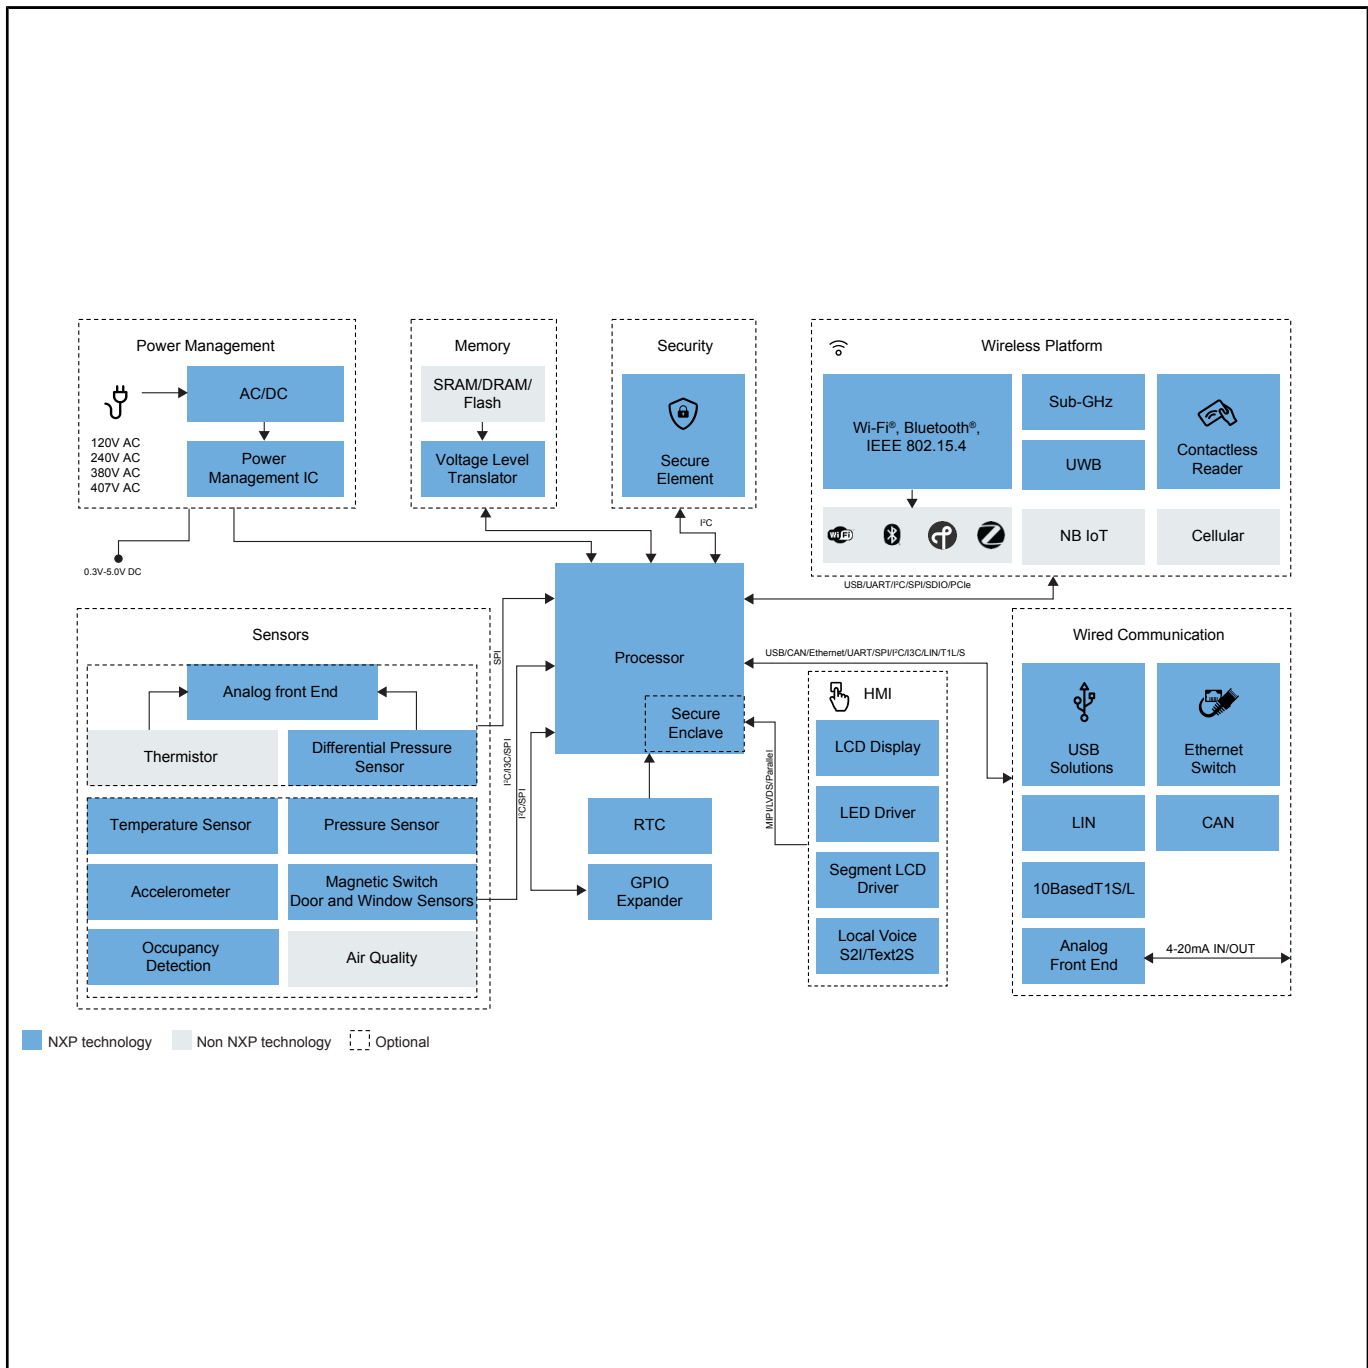 Power Management
AC/DC
120V AC
240V AC
380V AC
407V AC
Power
Management IC
0.3V-5.0V DC
Memory
SRAM/DRAM/
Flash
Voltage Level
Translator
Security
Secure
Element
I²C
Wireless Platform
Wi-Fi®, Bluetooth®,
IEEE 802.15.4
Sub-GHz
UWB
Contactless
Reader
WiFi
NB IoT
Cellular
USB/UART/I²C/SPI/SDIO/PCIe
Sensors
Analog front End
Thermistor
Differential Pressure
Sensor
Temperature Sensor
Pressure Sensor
Accelerometer
Magnetic Switch
Door and Window Sensors
Occupancy
Detection
Air Quality
SPI
I²C/I3C/SPI
I²C/SPI
Processor
Secure
Enclave
RTC
GPIO
Expander
MIPI/LVDS/Parallel
USB/CAN/Ethernet/UART/SPI/I²C/I3C/LIN/T1L/S
HMI
LCD Display
LED Driver
Segment LCD
Driver
Local Voice
S2I/Text2S
Wired Communication
USB
Solutions
Ethernet
Switch
LIN
CAN
10BasedT1S/L
Analog
Front End
4-20mA IN/OUT
NXP technology
Non NXP technology
Optional